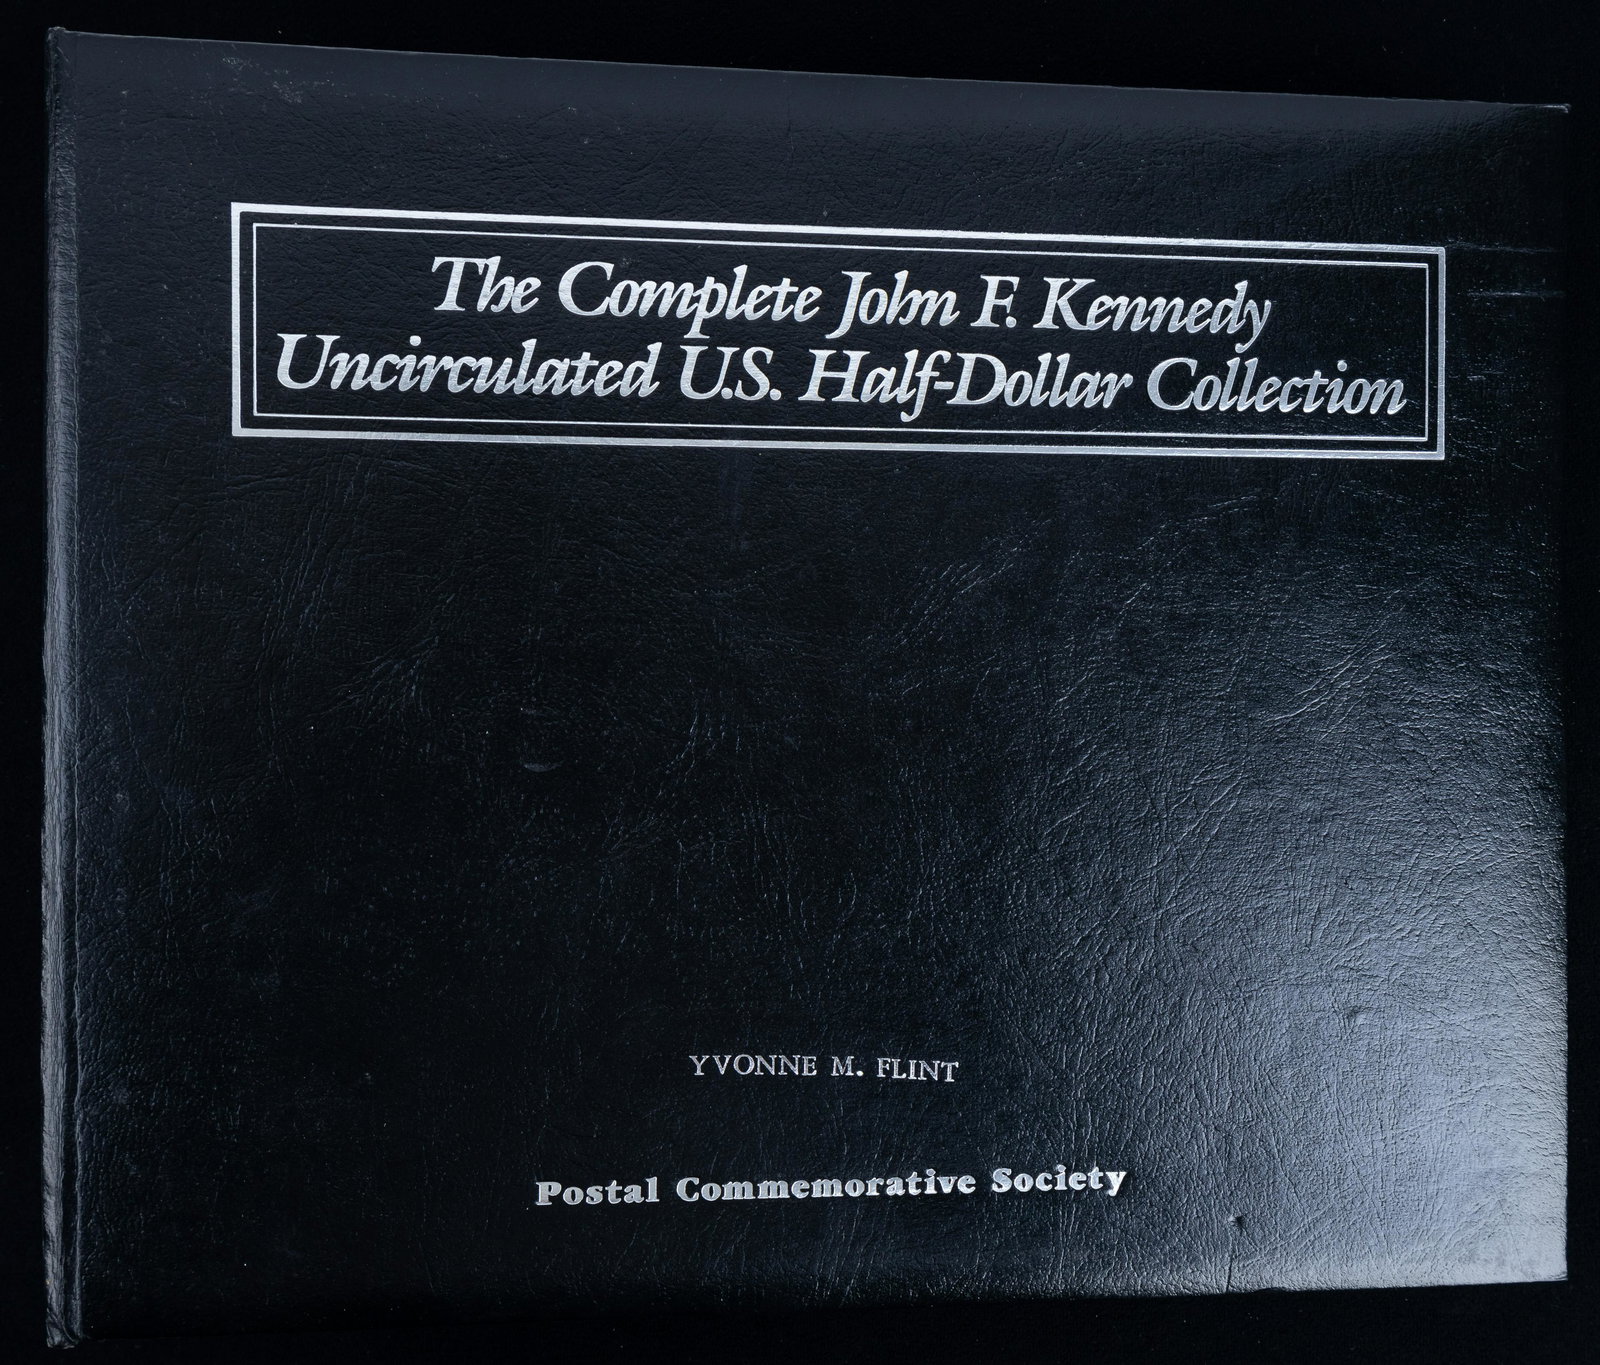 The Complete John F. Kennedy
Uncirculated U.S. Half-Dollar Collection
YVONNE M. FLINT
Postal Commemorative Society